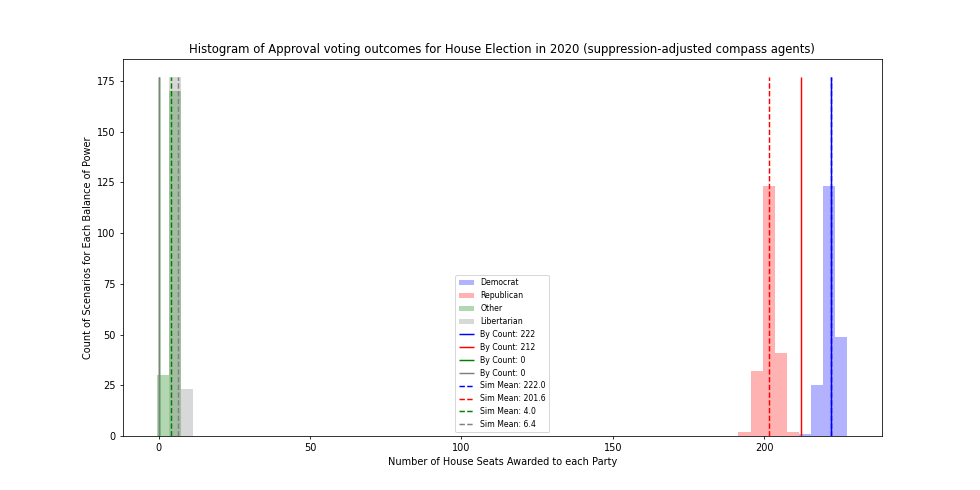 Histogram of Approval voting outcomes for House Election in 2020 (suppression-adjusted compass agents)
Count of Scenarios for Each Balance of Power
175
150
125
100
75
50
25
0
Democrat
Republican
Other
Libertarian
By Count: 222
By Count: 212
By Count: 0
By Count: 0
Sim Mean: 222.0
Sim Mean: 201.6
Sim Mean: 4.0
Sim Mean: 6.4
0 50 100 150 200
Number of House Seats Awarded to each Party